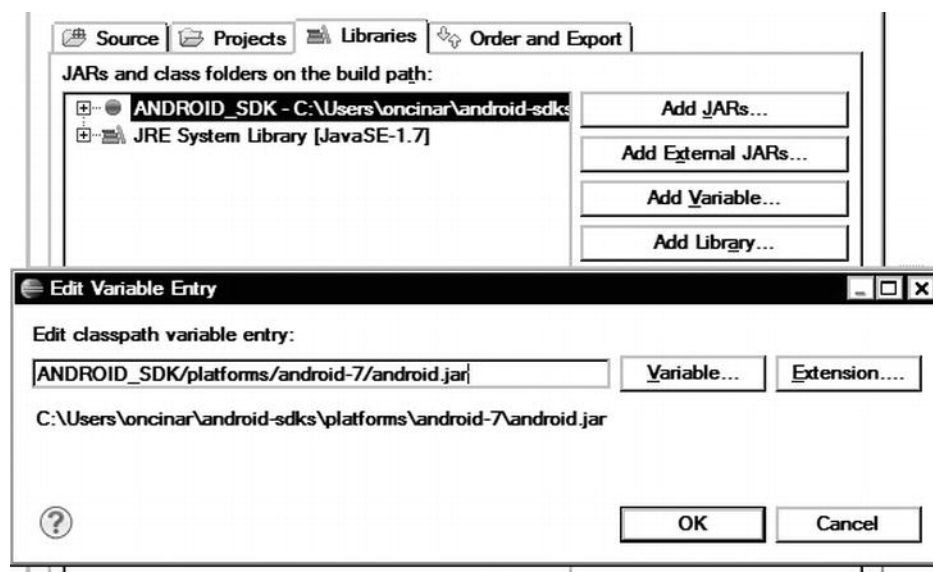 Source Projects Libraries Order and Export
JARs and class folders on the build path:
ANDROID_SDK - C:\Users\oncinar\android-sdks
JRE System Library [JavaSE-1.7]
Add JARs...
Add External JARs...
Add Variable...
Add Library...
Edit Variable Entry
Edit classpath variable entry:
ANDROID_SDK/platforms/android-7/android.jar
Variable...
Extension....
C:\Users\oncinar\android-sdks\platforms\android-7\android.jar
OK
Cancel